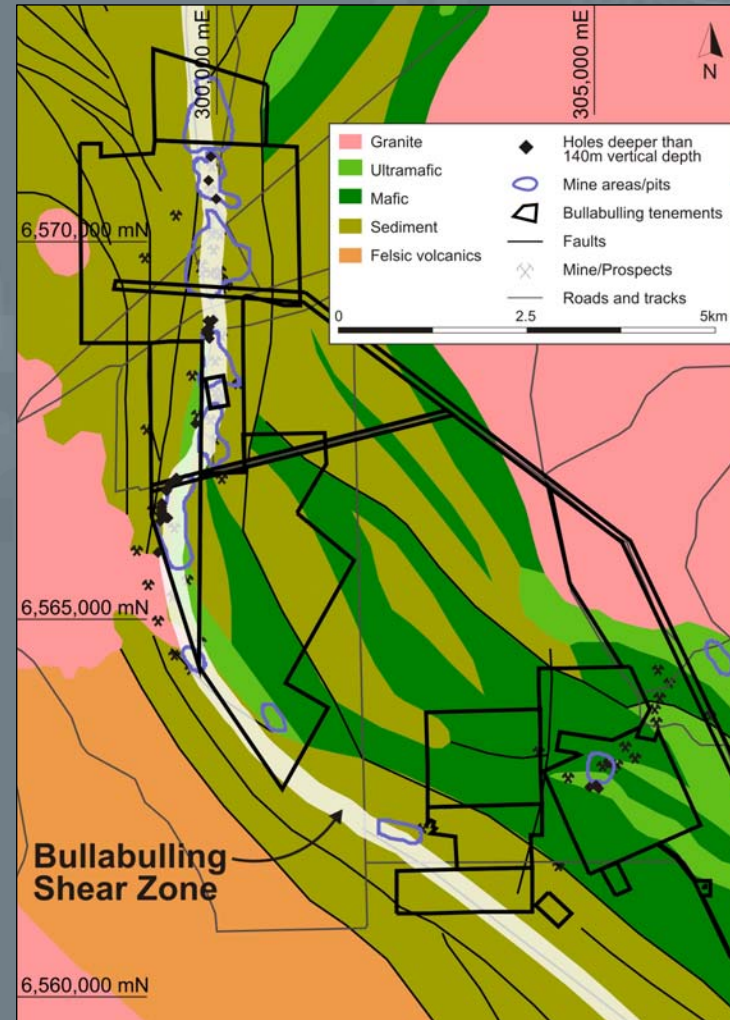 300,000 mE
305,000 mE
N
Granite
Ultramafic
Mafic
Sediment
Felsic volcanics
Holes deeper than
140m vertical depth
Mine areas/pits
Bullabulling tenements
Faults
Mine/Prospects
Roads and tracks
0
2.5
5km
6,570,000 mN
6,565,000 mN
Bullabulling
Shear Zone
6,560,000 mN